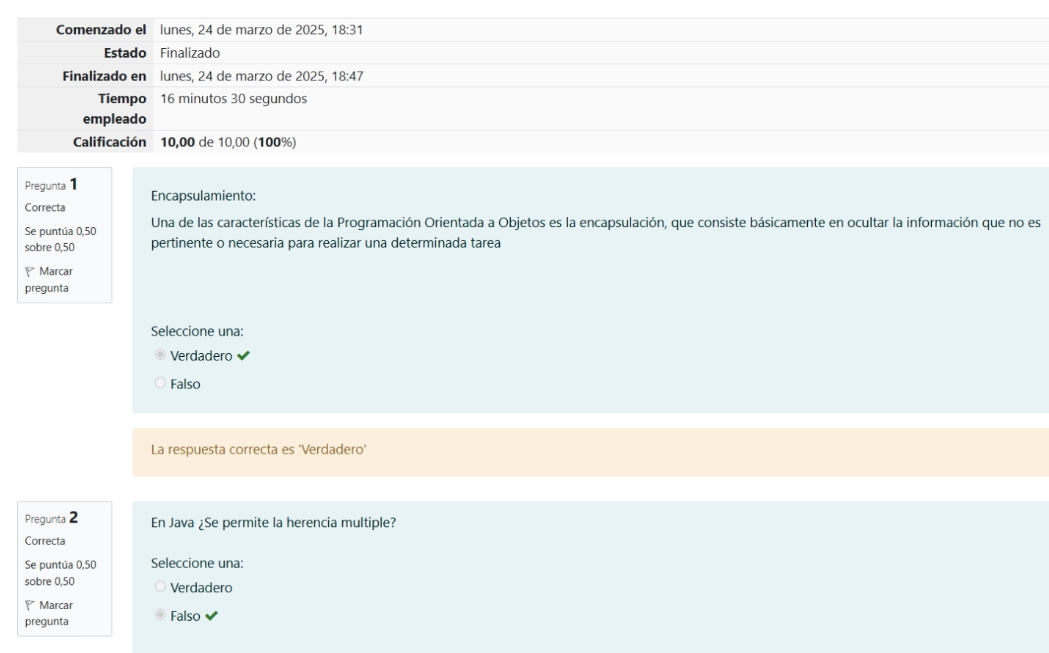 Comenzado el lunes, 24 de marzo de 2025, 18:31
Estado Finalizado
Finalizado en lunes, 24 de marzo de 2025, 18:47
Tiempo empleado 16 minutos 30 segundos
Calificación 10,00 de 10,00 (100%)
Pregunta 1
Correcta
Se puntúa 0,50
sobre 0,50
Marcar
pregunta
Encapsulamiento:
Una de las características de la Programación Orientada a Objetos es la encapsulación, que consiste básicamente en ocultar la información que no es
pertinente o necesaria para realizar una determinada tarea
Seleccione una:
Verdadero
Falso
La respuesta correcta es 'Verdadero'
Pregunta 2
Correcta
Se puntúa 0,50
sobre 0,50
Marcar
pregunta
En Java ¿Se permite la herencia multiple?
Seleccione una:
Verdadero
Falso